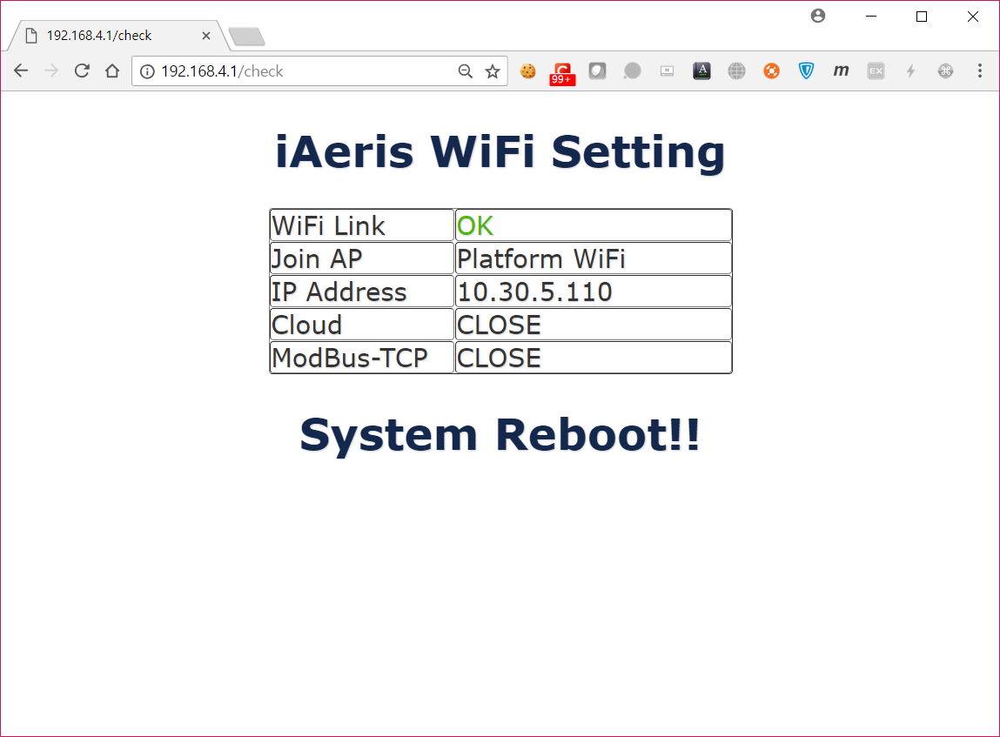 192.168.4.1/check
192.168.4.1/check
99+
A
N
m
EX
iAeris WiFi Setting
WiFi Link OK
Join AP Platform WiFi
IP Address 10.30.5.110
Cloud CLOSE
ModBus-TCP CLOSE
System Reboot!!